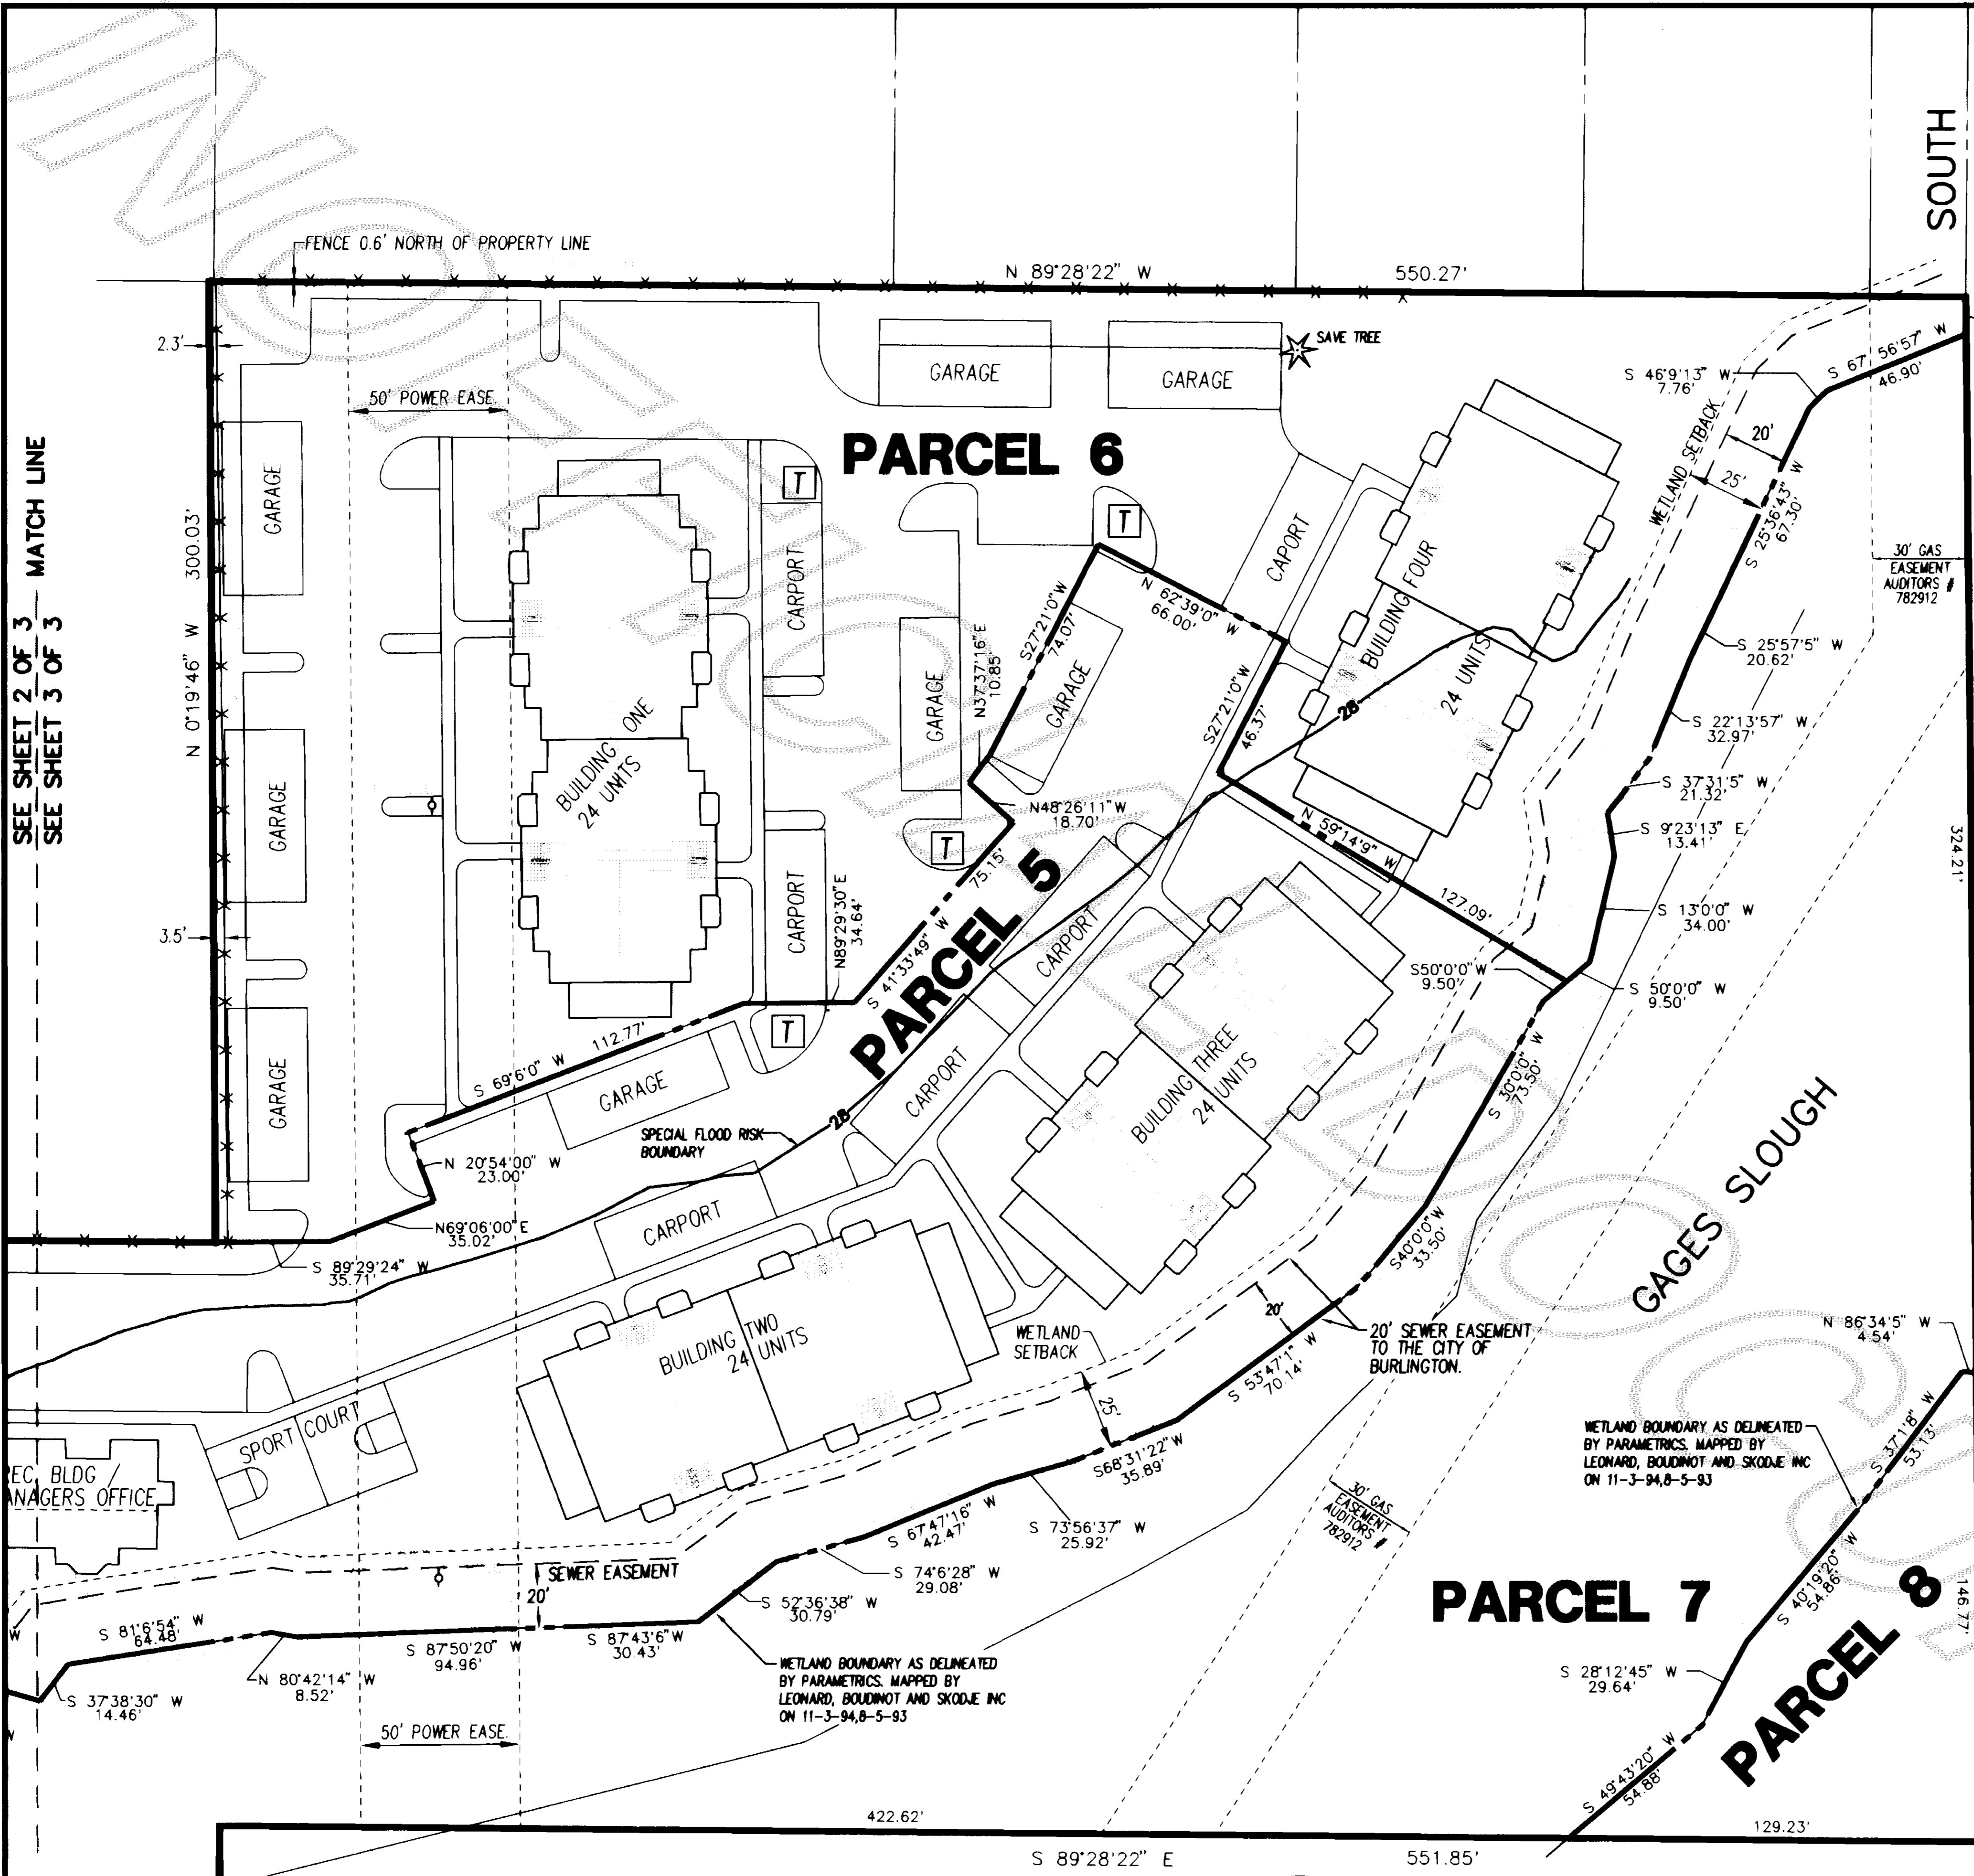 SOUTH
FENCE 0.6' NORTH OF PROPERTY LINE
N 89°28'22" W 550.27'
2.3'
SAVE TREE
GARAGE
GARAGE
S 67°56'57" W
46.90'
S 46°9'13" W
7.76'
50' POWER EASE.
WETLAND SETBACK
20'
25'
PARCEL 6
T
T
SEE SHEET 2 OF 3
MATCH LINE
SEE SHEET 3 OF 3
N 0°19'46" W 300.03'
GARAGE
CARPORT
CAPORT
BUILDING FOUR
24 UNITS
S 25°36'43" W
67.30'
30' GAS
EASEMENT
AUDITORS #
782912
N 62°39'0" W
66.00'
S27°21'0"W
74.07'
N37°37'16"E
10.85'
GARAGE
GARAGE
S27°21'0"W
46.37'
28
S 25°57'5" W
20.62'
S 22°13'57" W
32.97'
S 37°31'5" W
21.32'
S 9°23'13" E
13.41'
324.21'
BUILDING ONE
24 UNITS
GARAGE
N48°26'11"W
18.70'
T
75.15'
N 59°14'9" W
127.09'
S 13°0'0" W
34.00'
3.5'
CARPORT
N89°29'30"E
34.64'
S 41°33'49" W
PARCEL 5
CARPORT
S50°0'0"W
9.50'
S 50°0'0" W
9.50'
T
GARAGE
S 69°6'0" W 112.77'
GARAGE
CARPORT
BUILDING THREE
24 UNITS
S 30°0'0" W
73.50'
SPECIAL FLOOD RISK
BOUNDARY
28
N 20°54'00" W
23.00'
N69°06'00"E
35.02'
S 89°29'24" W
35.71'
CARPORT
GAGES SLOUGH
S40°0'0"W
33.50'
BUILDING TWO
24 UNITS
WETLAND
SETBACK
20'
20' SEWER EASEMENT
TO THE CITY OF
BURLINGTON.
N 86°34'5" W
4.54'
S 53°47'1" W
70.14'
25'
SPORT COURT
REC. BLDG /
ANAGERS OFFICE
S68°31'22"W
35.89'
WETLAND BOUNDARY AS DELINEATED
BY PARAMETRICS. MAPPED BY
LEONARD, BOUDINOT AND SKODJE INC
ON 11-3-94,8-5-93
S 37°1'8" W
53.13'
30' GAS
EASEMENT
AUDITORS #
782912
S 67°47'16" W
42.47'
S 73°56'37" W
25.92'
S 74°6'28" W
29.08'
SEWER EASEMENT
20'
S 52°36'38" W
30.79'
PARCEL 7
S 40°19'20" W
54.86'
PARCEL 8
146.77'
W
S 81°6'54" W
64.48'
S 87°50'20" W
94.96'
S 87°43'6"W
30.43'
N 80°42'14" W
8.52'
S 37°38'30" W
14.46'
WETLAND BOUNDARY AS DELINEATED
BY PARAMETRICS. MAPPED BY
LEONARD, BOUDINOT AND SKODJE INC
ON 11-3-94,8-5-93
S 28°12'45" W
29.64'
50' POWER EASE.
S 49°43'20" W
54.88'
422.62'
129.23'
S 89°28'22" E 551.85'